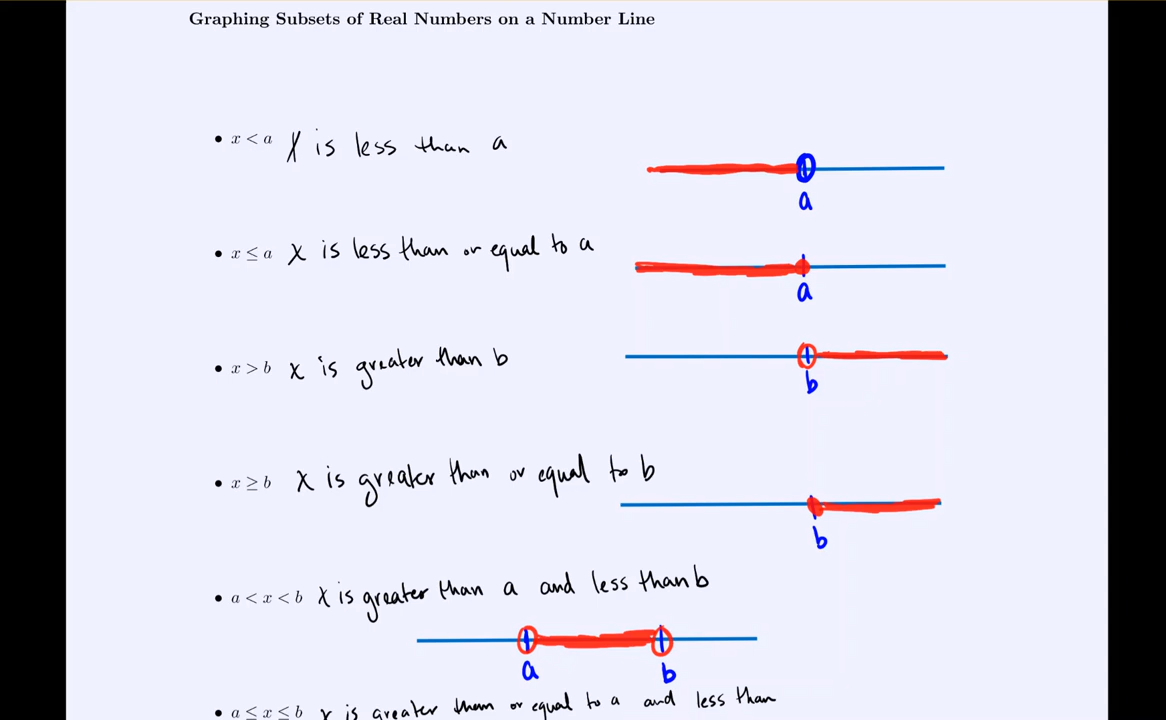 Graphing Subsets of Real Numbers on a Number Line
• x < a X is less than a
a
• x ≤ a X is less than or equal to a
a
• x > b X is greater than b
b
• x ≥ b X is greater than or equal to b
b
• a < x < b X is greater than a and less than b
a b
• a ≤ x ≤ b x is greater than or equal to a and less than